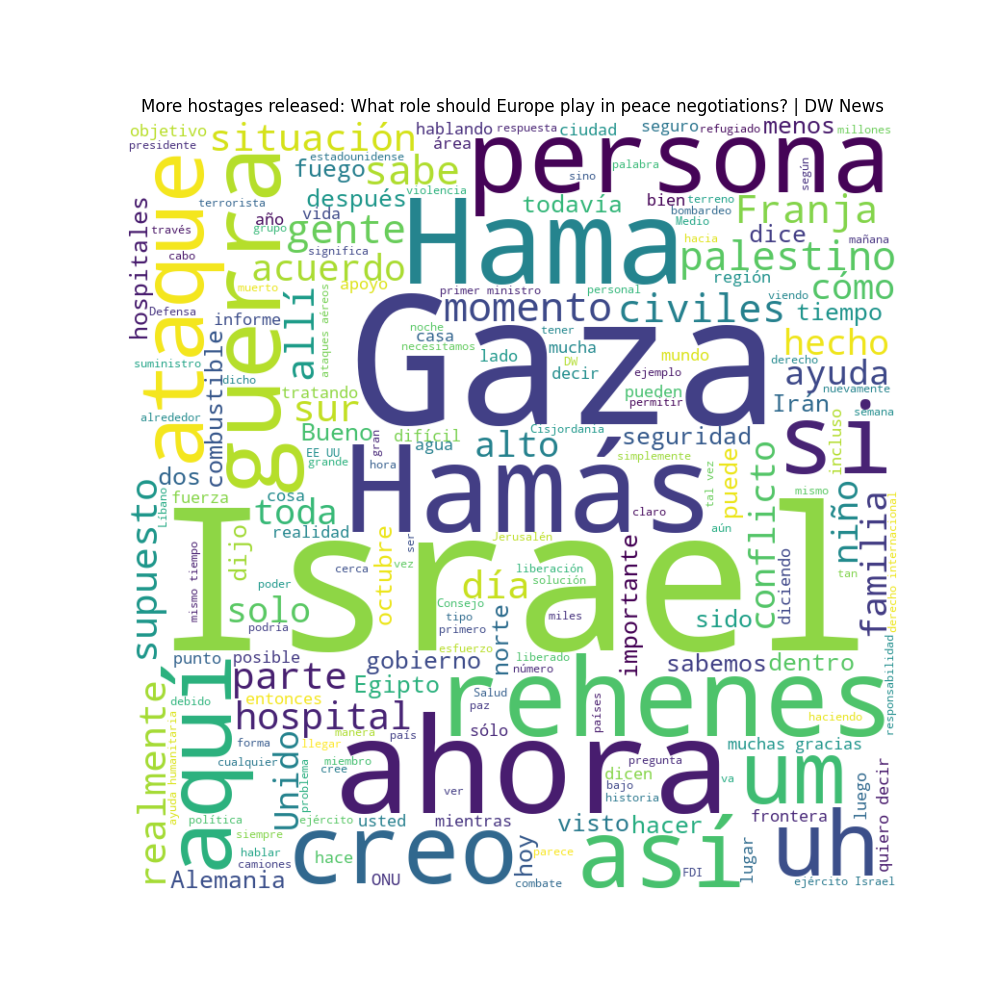 More hostages released: What role should Europe play in peace negotiations? | DW News
objetivo
situación
hablando
respuesta
ciudad
seguro
refugiado
menos
millones
presidente
área
persona
estadounidense
fuego
sabe
sino
palabra
según
violencia
terrorista
después
todavía
bien
terreno
bombardeo
Medio
Franja
hospitales
través
cabo
año
vida
grupo
gente
Hama
significa
hacia
dice
mañana
palestino
ataque
guerra
acuerdo
muerto
apoyo
primer ministro
personal
región
viendo
cómo
Defensa
informe
allí
ataques aéreos
momento
civiles
tiempo
noche
casa
necesitamos
Gaza
tener
mucha
DW
lado
decir
mundo
ejemplo
derecho
hecho
suministro
dicho
combustible
tratando
pueden
permitir
ayuda
nuevamente
alrededor
sur
Irán
semana
Bueno
gran
difícil
agua
alto
Cisjordania
seguridad
si
incluso
EE UU
grande
hora
simplemente
tal vez
puede
conflicto
dos
Hamás
fuerza
cosa
Líbano
supuesto
toda
claro
mismo
niño
familia
derecho internacional
realidad
aún
Israel
Jerusalén
mismo tiempo
dijo
octubre
ser
vez
cerca
liberación
solución
importante
diciendo
tan
poder
día
solo
Consejo
tipo
primero
miles
norte
sido
podría
esfuerzo
punto
posible
gobierno
liberado
número
sabemos
dentro
responsabilidad
aquí
parte
Egipto
Salud
paz
rehenes
realmente
debido
entonces
hospital
países
haciendo
ayuda humanitaria
manera
país
sólo
forma
llegar
Unido
ahora
muchas gracias
cualquier
problema
miembro
cree
pregunta
dicen
va
um
ver
bajo
historia
luego
quiero decir
política
ejército
usted
mientras
visto
hacer
frontera
siempre
creo
así
uh
hablar
hace
hoy
parece
lugar
camiones
Alemania
ONU
combate
FDI
ejército Israel